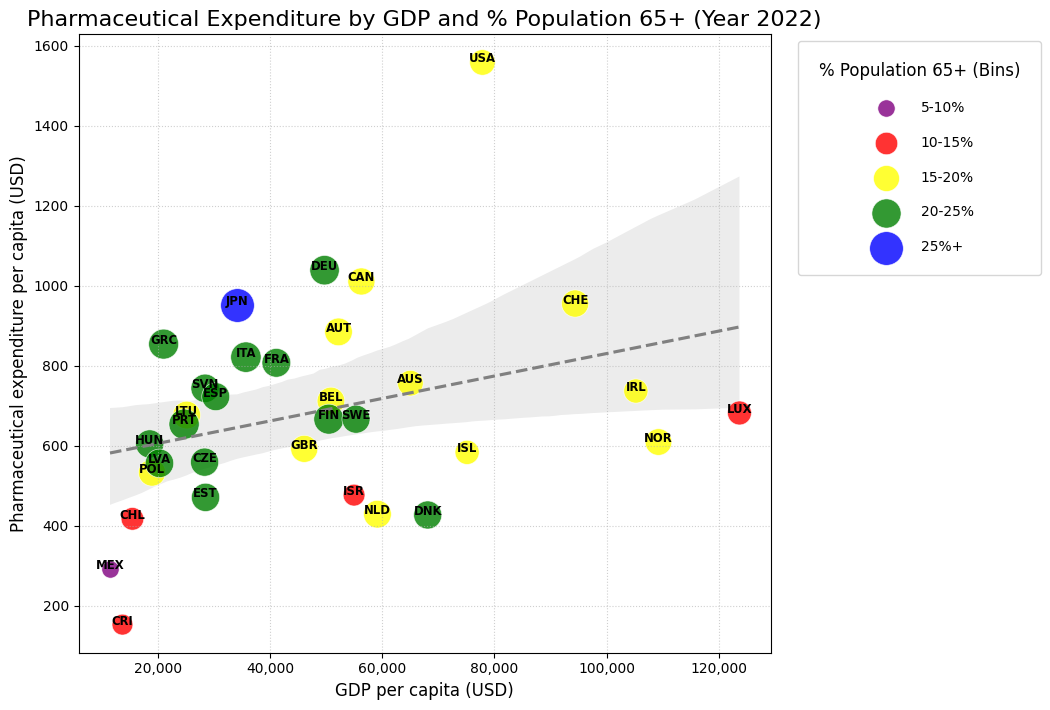 Pharmaceutical Expenditure by GDP and % Population 65+ (Year 2022)
Pharmaceutical expenditure per capita (USD)
1600
1400
1200
1000
800
600
400
200
USA
DEU
CAN
JPN
CHE
AUT
GRC
ITA
FRA
AUS
SVN
ESP
IRL
BEL
LTU
PRT
FIN
SWE
LUX
HUN
GBR
NOR
ISL
LVA
CZE
POL
EST
ISR
NLD
DNK
CHL
MEX
CRI
20,000
40,000
60,000
80,000
100,000
120,000
GDP per capita (USD)
% Population 65+ (Bins)
5-10%
10-15%
15-20%
20-25%
25%+